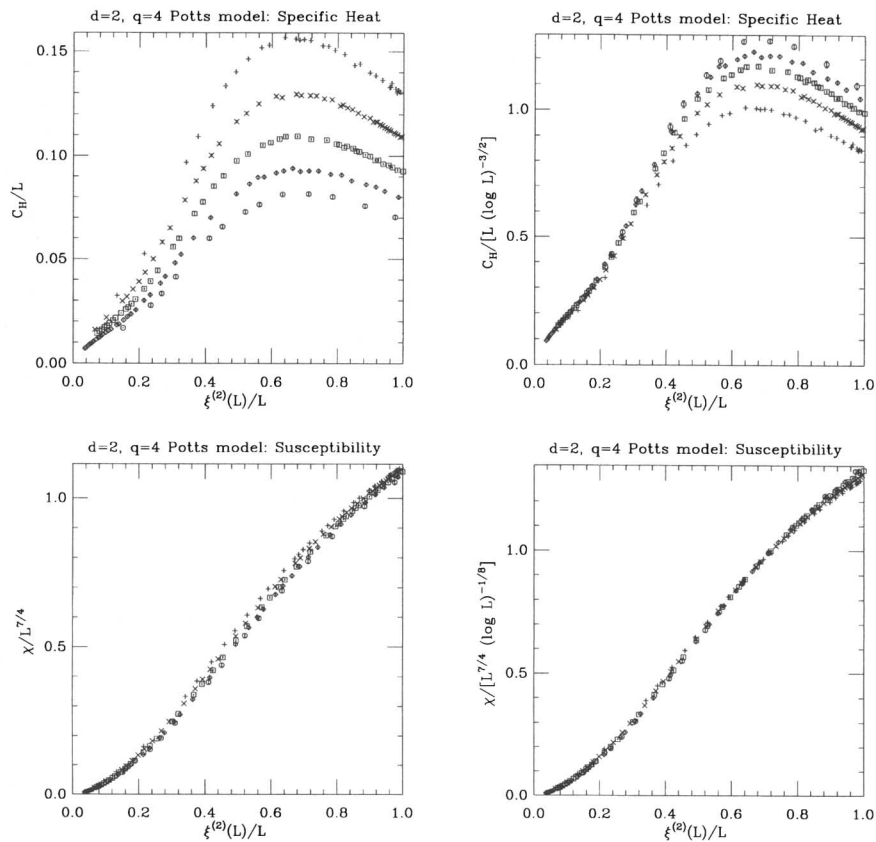 d=2, q=4 Potts model: Specific Heat
0.15
0.10
0.05
0.00
C_H/L
0.0 0.2 0.4 0.6 0.8 1.0
ξ^(2)(L)/L
d=2, q=4 Potts model: Specific Heat
1.0
0.5
0.0
C_H/[L (log L)^-3/2]
0.0 0.2 0.4 0.6 0.8 1.0
ξ^(2)(L)/L
d=2, q=4 Potts model: Susceptibility
1.0
0.5
0.0
χ/L^7/4
0.0 0.2 0.4 0.6 0.8 1.0
ξ^(2)(L)/L
d=2, q=4 Potts model: Susceptibility
1.0
0.5
0.0
χ/[L^7/4 (log L)^-1/8]
0.0 0.2 0.4 0.6 0.8 1.0
ξ^(2)(L)/L